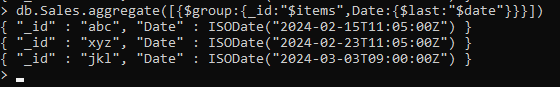 > db.Sales.aggregate([{$group:{_id:"$items",Date:{$last:"$date"}}}])
{ "_id" : "abc", "Date" : ISODate("2024-02-15T11:05:00Z") }
{ "_id" : "xyz", "Date" : ISODate("2024-02-23T11:05:00Z") }
{ "_id" : "jkl", "Date" : ISODate("2024-03-03T09:00:00Z") }
> _